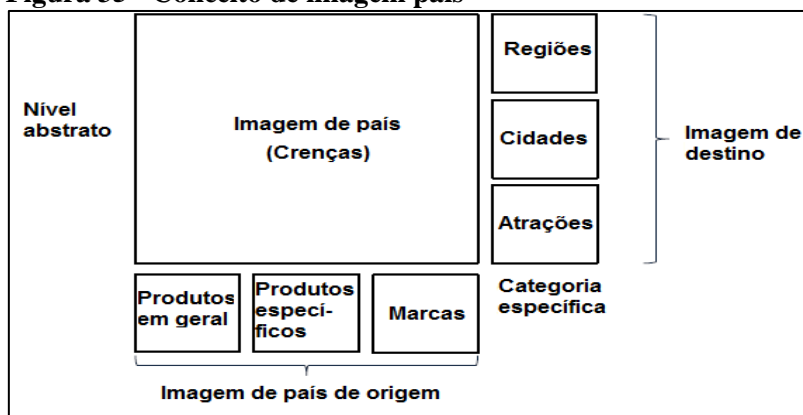 Figura 33 - Conceito de imagem país
Nível
abstrato
Imagem de país
(Crenças)
Regiões
Cidades
Atrações
Imagem de
destino
Produtos
em geral
Produtos
especí-
ficos
Marcas
Categoria
específica
Imagem de país de origem